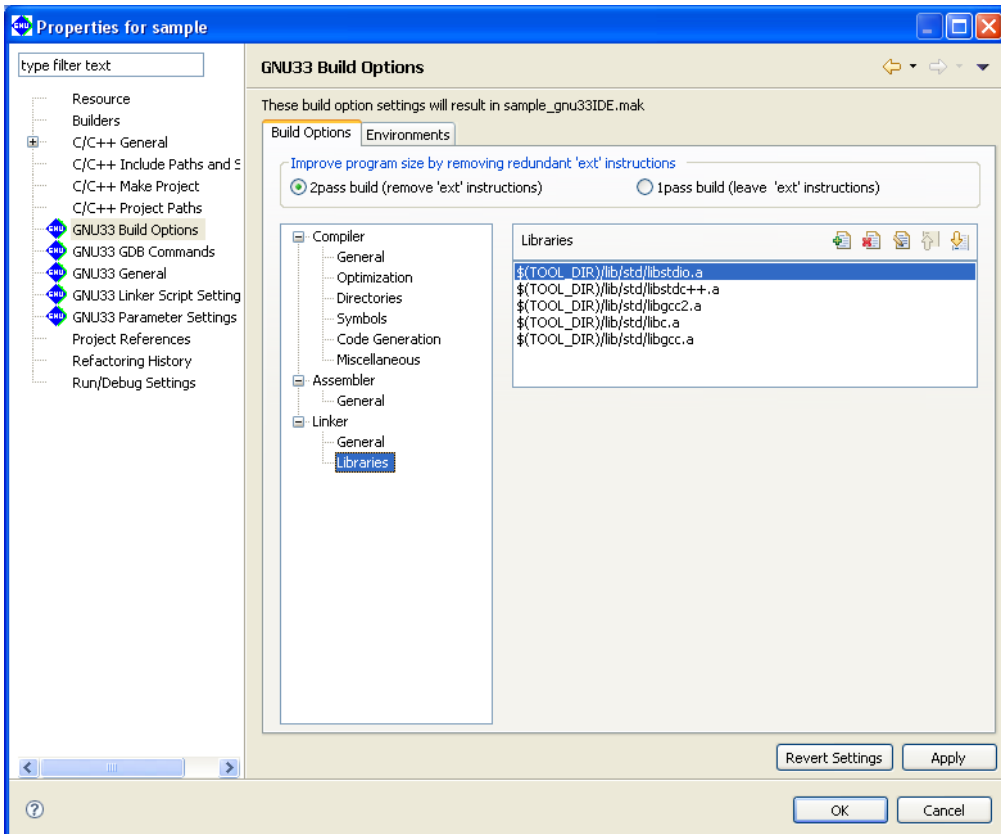 Properties for sample
type filter text
Resource
Builders
C/C++ General
C/C++ Include Paths and S
C/C++ Make Project
C/C++ Project Paths
GNU GNU33 Build Options
GNU GNU33 GDB Commands
GNU GNU33 General
GNU GNU33 Linker Script Setting
GNU GNU33 Parameter Settings
Project References
Refactoring History
Run/Debug Settings
GNU33 Build Options
These build option settings will result in sample_gnu33IDE.mak
Build Options Environments
Improve program size by removing redundant 'ext' instructions
2pass build (remove 'ext' instructions) 1pass build (leave 'ext' instructions)
Compiler
General
Optimization
Directories
Symbols
Code Generation
Miscellaneous
Assembler
General
Linker
General
Libraries
Libraries
$(TOOL_DIR)/lib/std/libstdio.a
$(TOOL_DIR)/lib/std/libstdc++.a
$(TOOL_DIR)/lib/std/libgcc2.a
$(TOOL_DIR)/lib/std/libc.a
$(TOOL_DIR)/lib/std/libgcc.a
Revert Settings Apply
OK Cancel